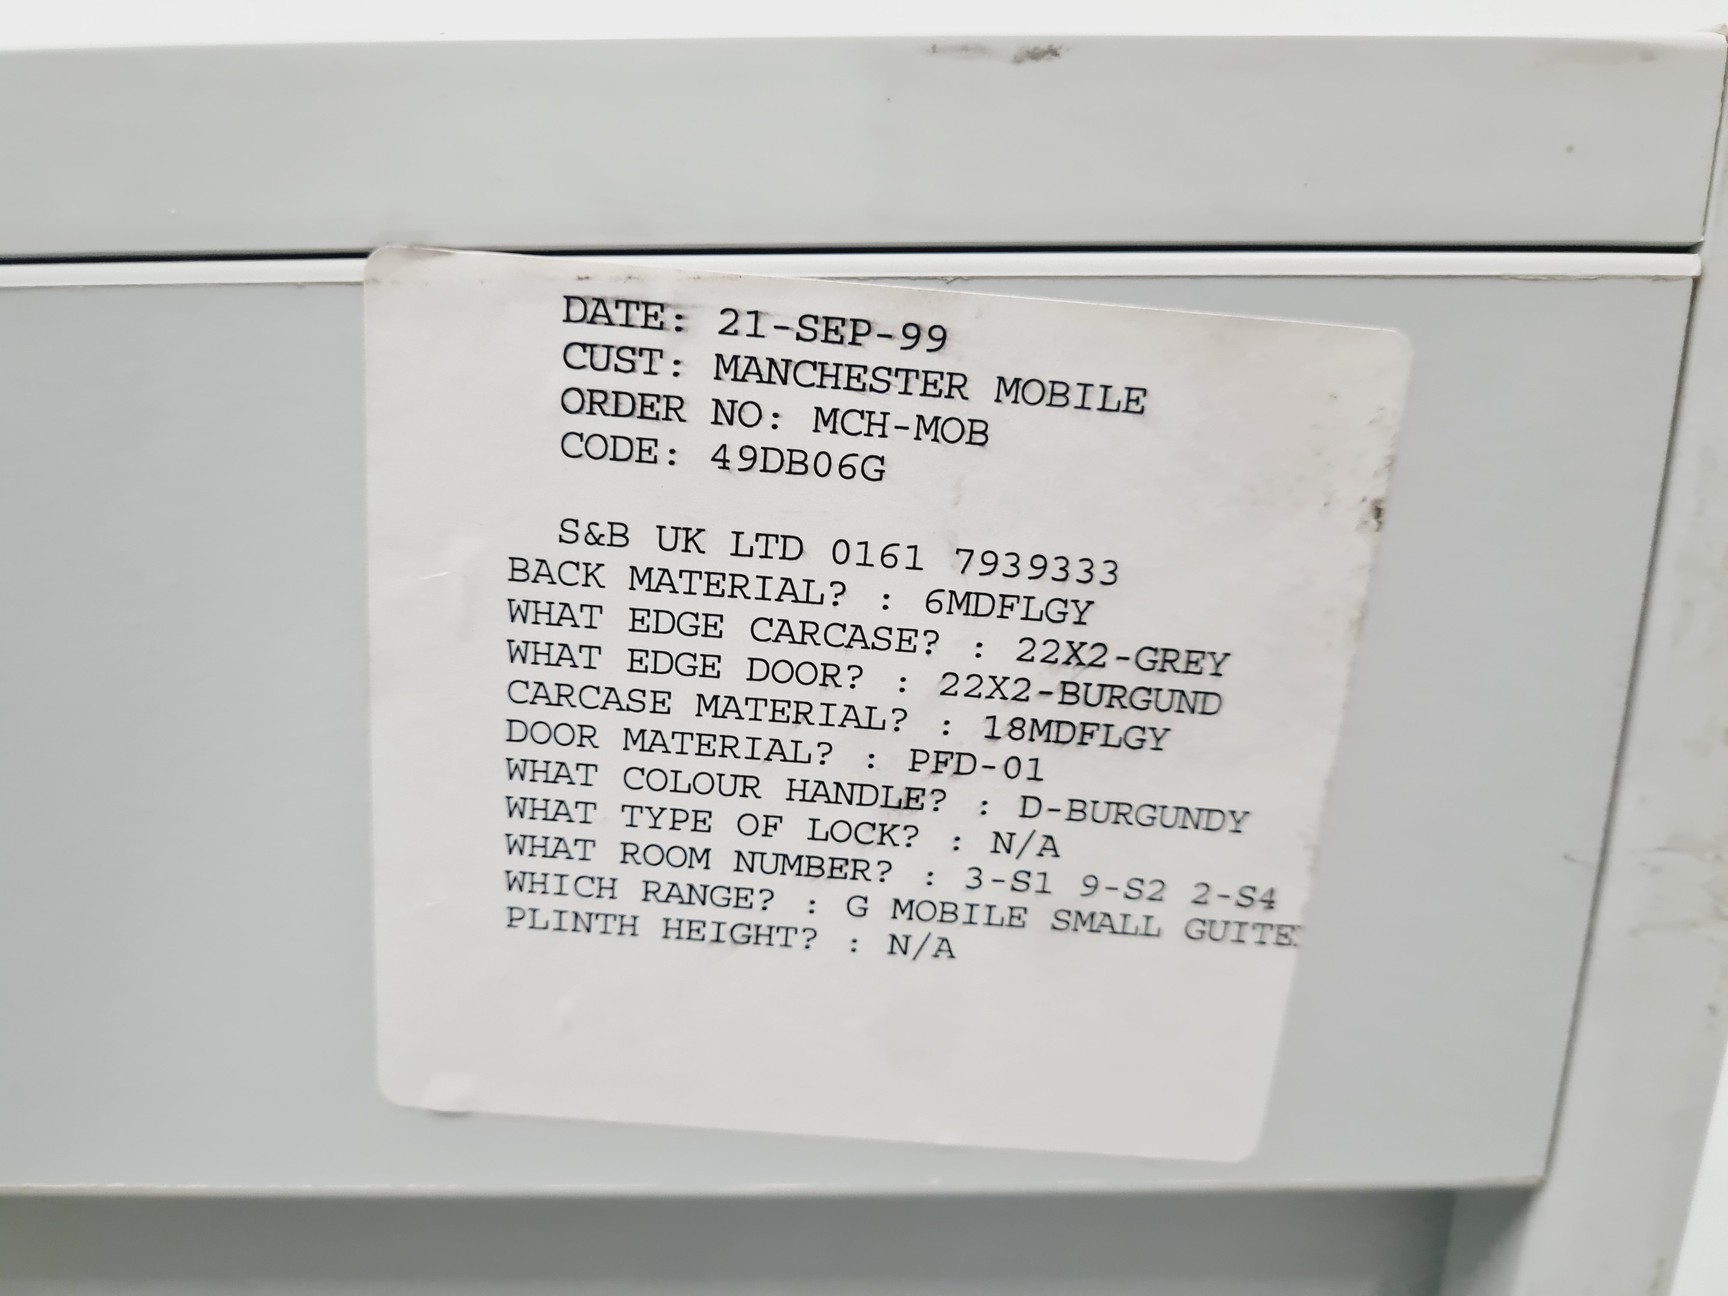 DATE: 21-SEP-99
CUST: MANCHESTER MOBILE
ORDER NO: MCH-MOB
CODE: 49DB06G
S&B UK LTD 0161 7939333
BACK MATERIAL? : 6MDFLGY
WHAT EDGE CARCASE? : 22X2-GREY
WHAT EDGE DOOR? : 22X2-BURGUND
CARCASE MATERIAL? : 18MDFLGY
DOOR MATERIAL? : PFD-01
WHAT COLOUR HANDLE? : D-BURGUNDY
WHAT TYPE OF LOCK? : N/A
WHAT ROOM NUMBER? : 3-S1 9-S2 2-S4
WHICH RANGE? : G MOBILE SMALL
PLINTH HEIGHT? : N/A